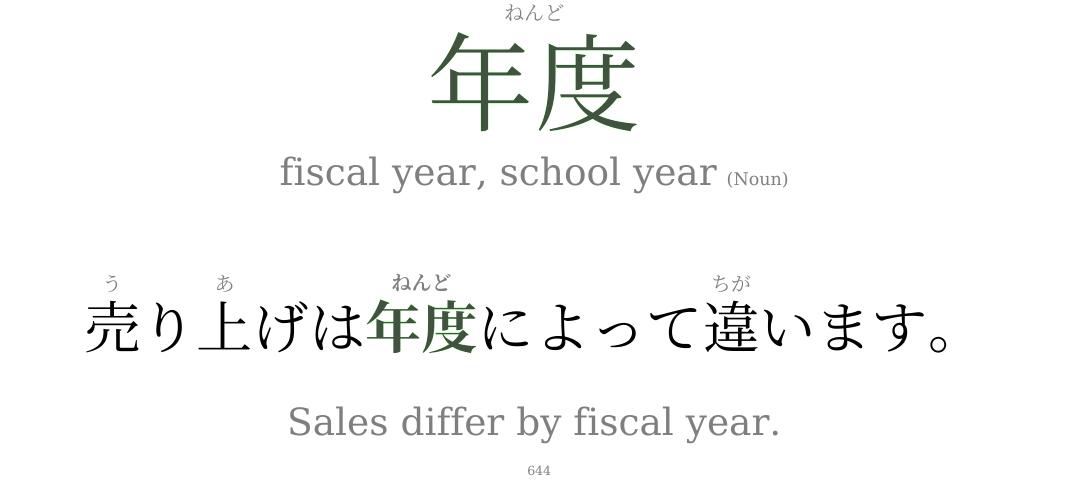 ねんど
年度
fiscal year, school year (Noun)
う あ ねんど ちが
売り上げは年度によって違います。
Sales differ by fiscal year.
644